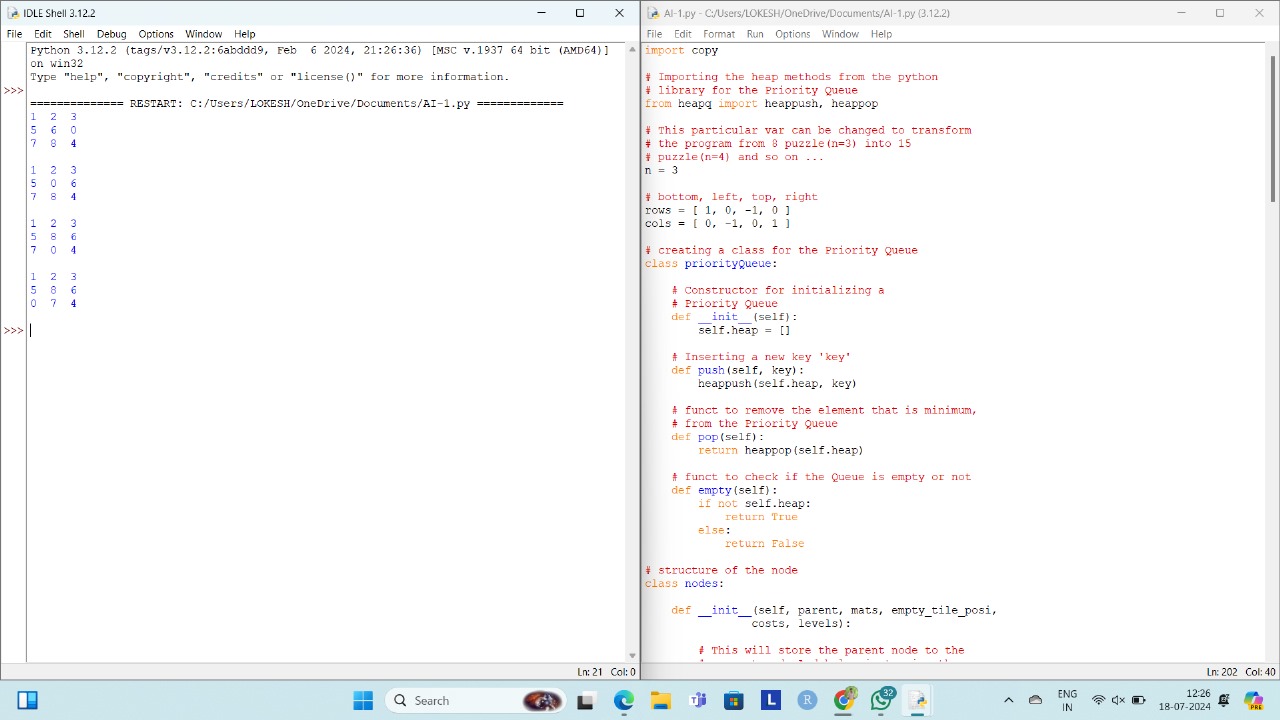 IDLE Shell 3.12.2
File Edit Shell Debug Options Window Help
Python 3.12.2 (tags/v3.12.2:6abddd9, Feb  6 2024, 21:26:36) [MSC v.1937 64 bit (AMD64)]
on win32
Type "help", "copyright", "credits" or "license()" for more information.
>>>
============= RESTART: C:/Users/LOKESH/OneDrive/Documents/AI-1.py =============
1 2 3
5 6 0
7 8 4
1 2 3
5 0 6
7 8 4
1 2 3
5 8 6
7 0 4
1 2 3
5 8 6
0 7 4
>>>
Ln: 21 Col: 0
AI-1.py - C:/Users/LOKESH/OneDrive/Documents/AI-1.py (3.12.2)
File Edit Format Run Options Window Help
import copy
# Importing the heap methods from the python
# library for the Priority Queue
from heapq import heappush, heappop
# This particular var can be changed to transform
# the program from 8 puzzle(n=3) into 15
# puzzle(n=4) and so on ...
n = 3
# bottom, left, top, right
rows = [ 1, 0, -1, 0 ]
cols = [ 0, -1, 0, 1 ]
# creating a class for the Priority Queue
class priorityQueue:
# Constructor for initializing a
# Priority Queue
def __init__(self):
self.heap = []
# Inserting a new key 'key'
def push(self, key):
heappush(self.heap, key)
# funct to remove the element that is minimum,
# from the Priority Queue
def pop(self):
return heappop(self.heap)
# funct to check if the Queue is empty or not
def empty(self):
if not self.heap:
return True
else:
return False
# structure of the node
class nodes:
def __init__(self, parent, mats, empty_tile_posi,
costs, levels):
# This will store the parent node to the
Ln: 202 Col: 40
Search
L
R
32
ENG
IN
12:26
18-07-2024
PRE